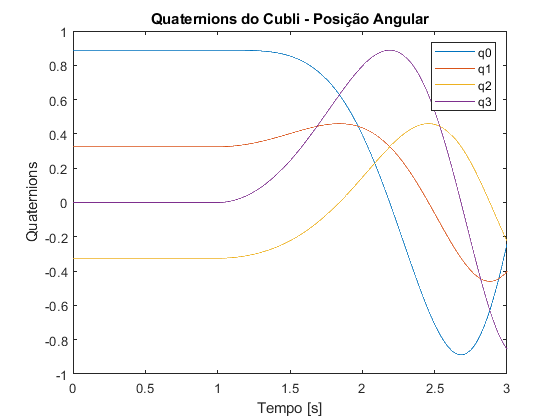 Quaternions do Cubli - Posição Angular
1
0.8
0.6
0.4
0.2
0
-0.2
-0.4
-0.6
-0.8
-1
Quaternions
q0
q1
q2
q3
0 0.5 1 1.5 2 2.5 3
Tempo [s]